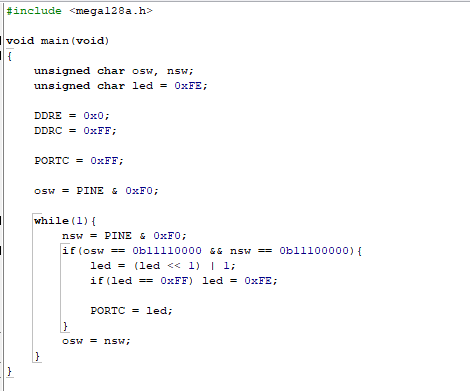 #include <mega128a.h>
void main(void)
{
unsigned char osw, nsw;
unsigned char led = 0xFE;
DDRE = 0x0;
DDRC = 0xFF;
PORTC = 0xFF;
osw = PINE & 0xF0;
while(1){
nsw = PINE & 0xF0;
if(osw == 0b11110000 && nsw == 0b11100000){
led = (led << 1) | 1;
if(led == 0xFF) led = 0xFE;
PORTC = led;
}
osw = nsw;
}
}